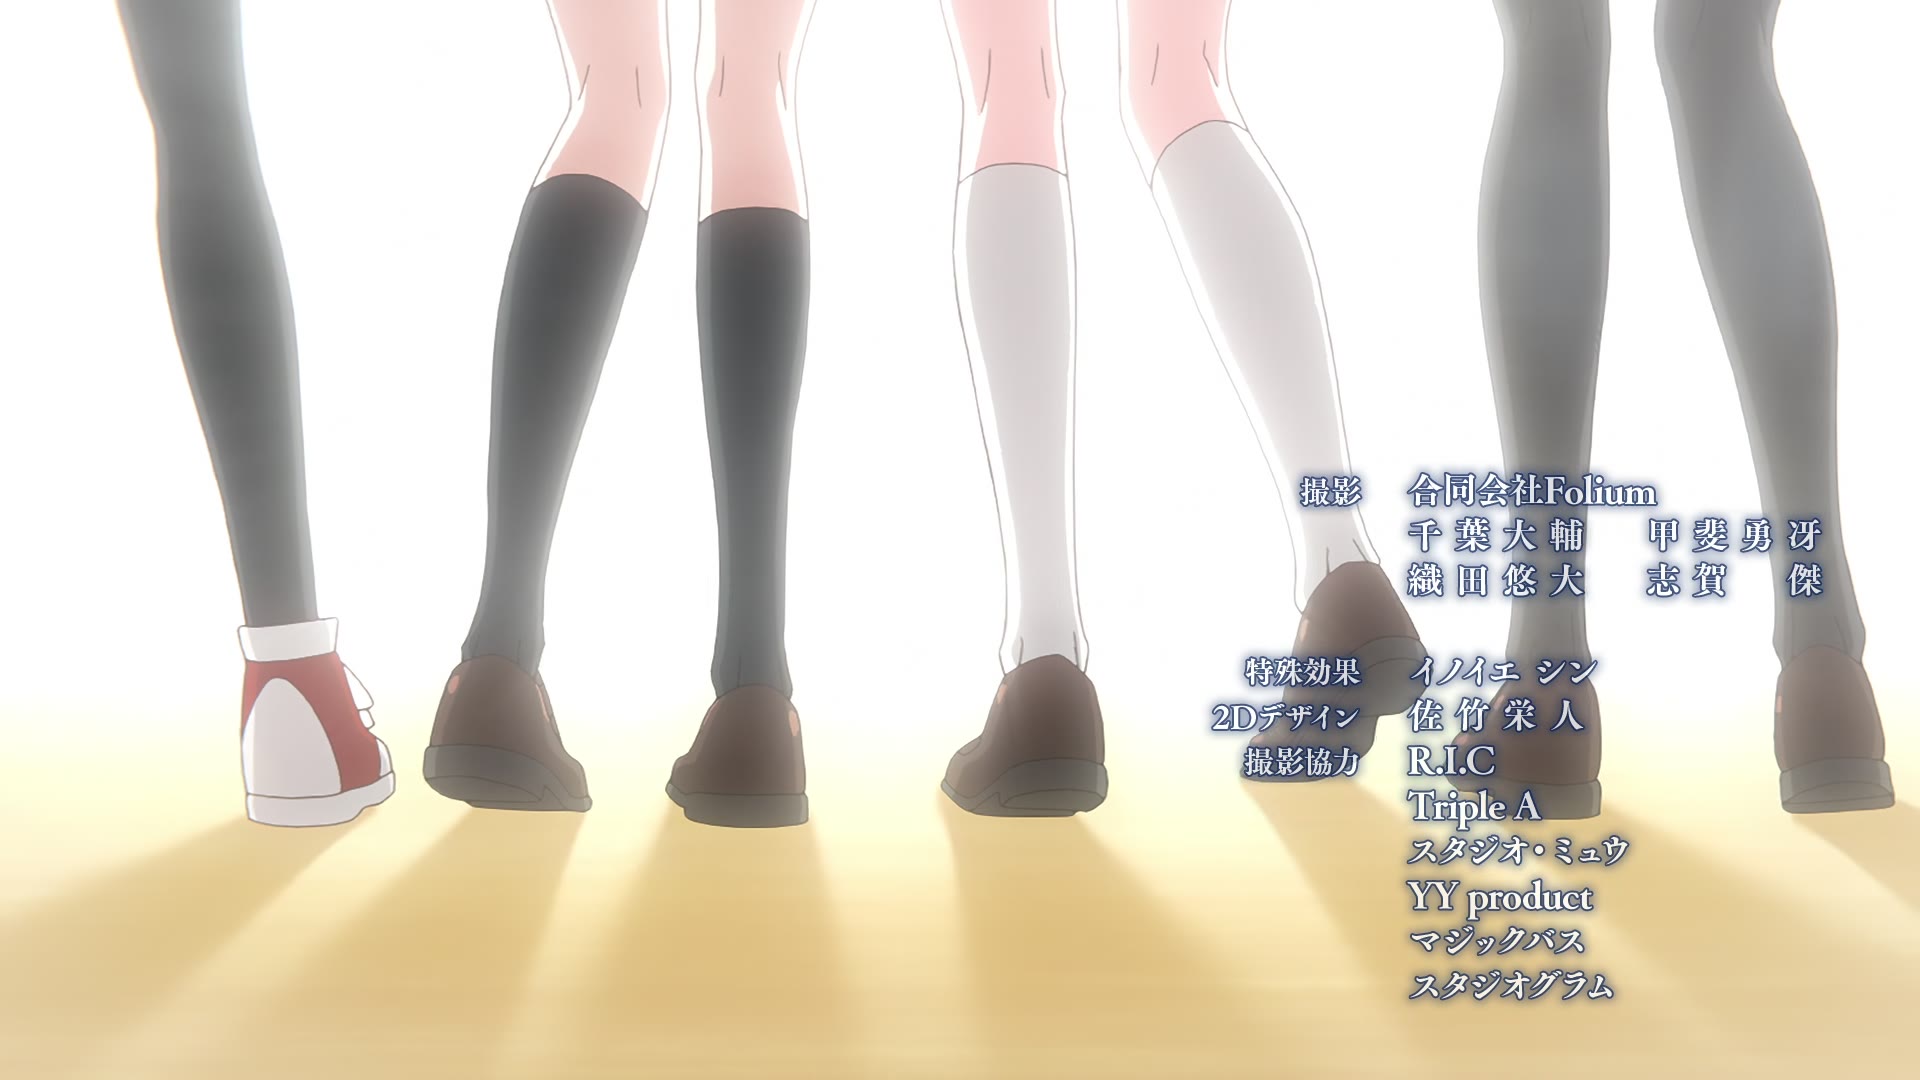 撮影 合同会社Folium
千葉大輔 甲斐勇冴
織田悠大 志賀 傑
特殊効果 イノイエ シン
2Dデザイン 佐竹栄人
撮影協力 R.I.C
Triple A
スタジオ・ミュウ
YY product
マジックバス
スタジオグラム